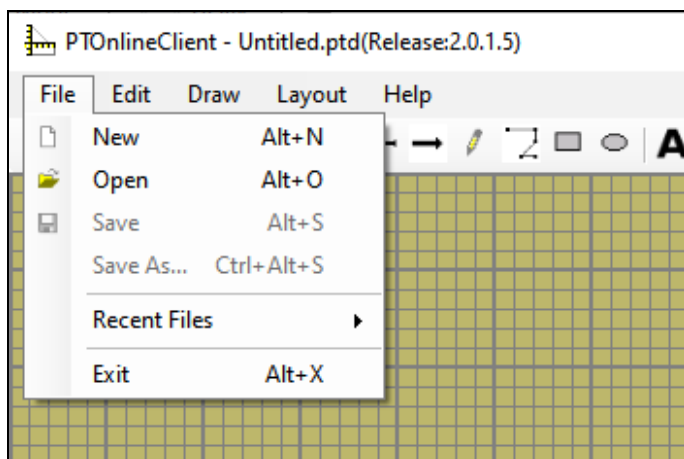 PTOnlineClient - Untitled.ptd(Release:2.0.1.5)
File Edit Draw Layout Help
A
New Alt+N
Open Alt+O
Save Alt+S
Save As... Ctrl+Alt+S
Recent Files
Exit Alt+X